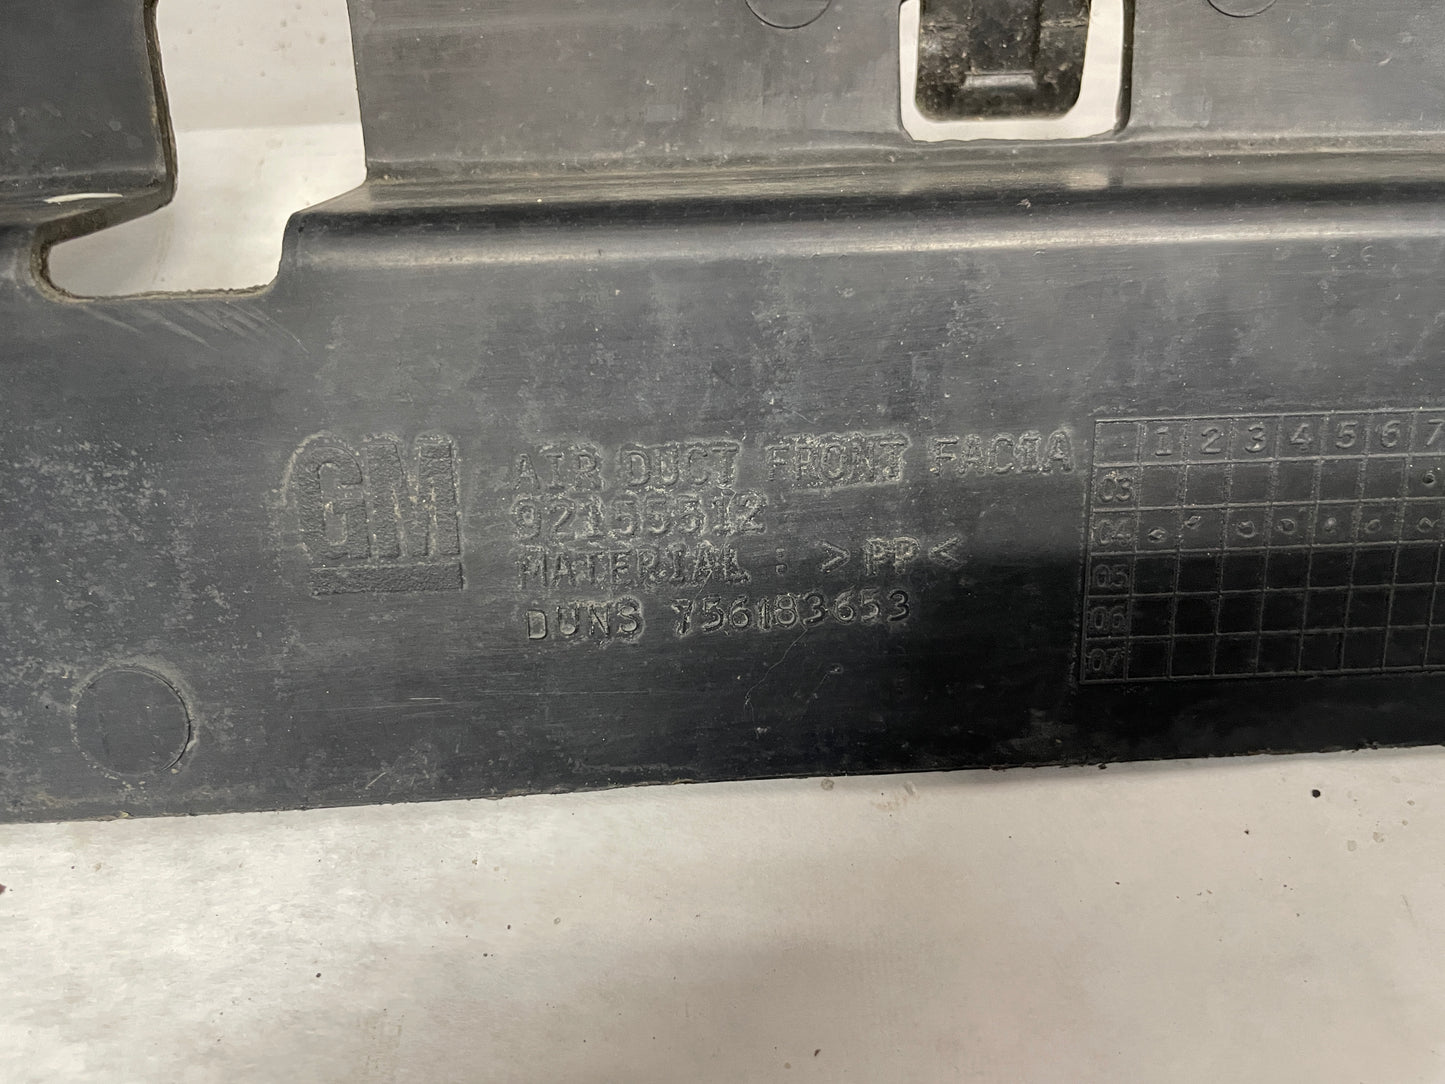 GM
AIR DUCT FRONT FACIA
92155512
MATERIAL : >PP<
DUNS 756183653
1 2 3 4 5 6 7
03
04
05
06
07